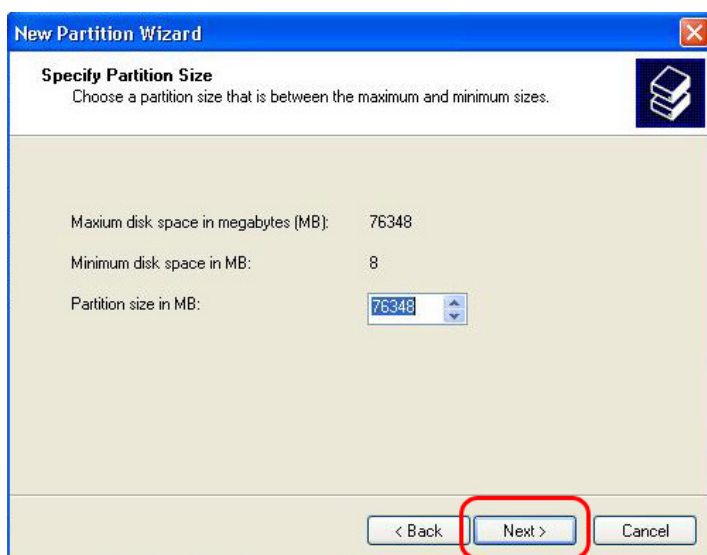 New Partition Wizard
Specify Partition Size
Choose a partition size that is between the maximum and minimum sizes.
Maxium disk space in megabytes (MB): 76348
Minimum disk space in MB: 8
Partition size in MB: 76348
< Back Next > Cancel